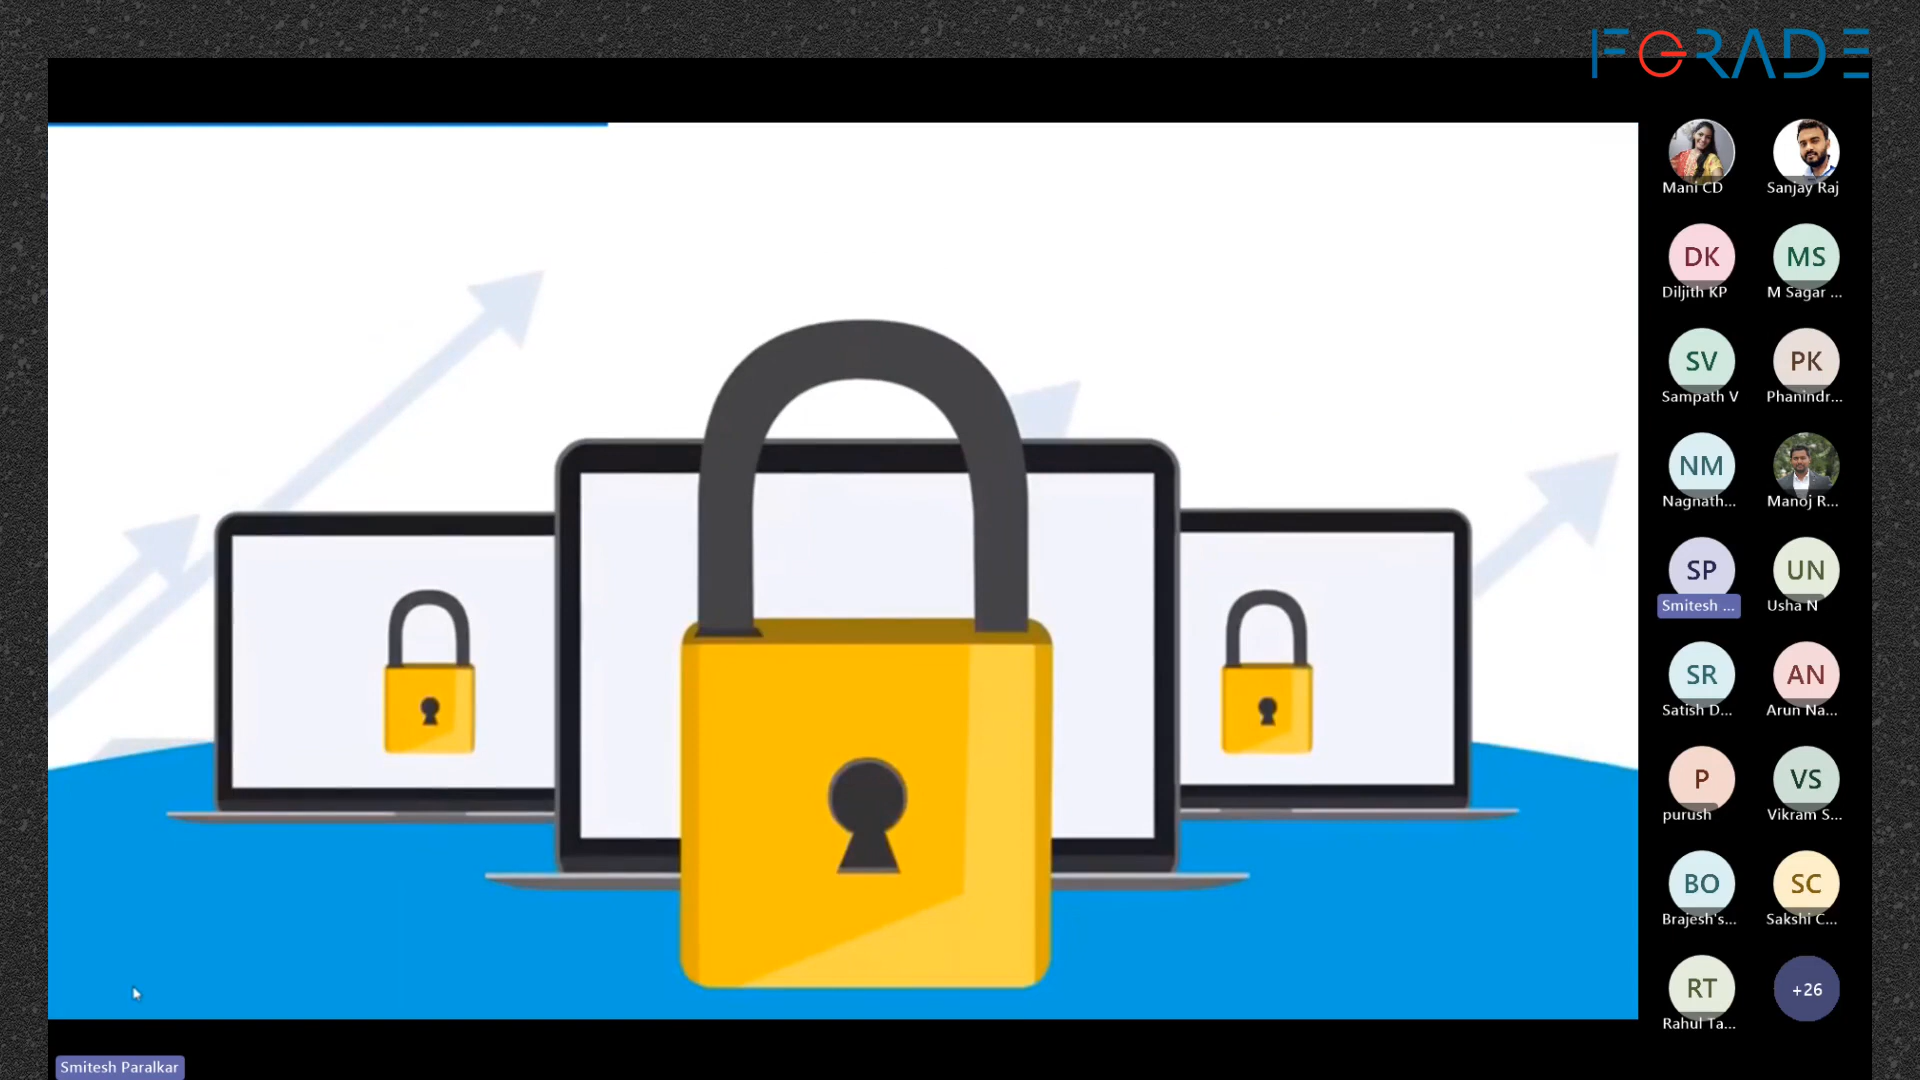 FGRADE
Mani CD
Sanjay Raj
DK
MS
Diljith KP
M Sagar ...
SV
PK
Sampath V
Phanindr...
NM
Nagnath...
Manoj R...
SP
UN
Smitesh ...
Usha N
SR
AN
Satish D...
Arun Na...
P
VS
purush
Vikram S...
BO
SC
Brajesh's...
Sakshi C...
RT
+26
Rahul Ta...
Smitesh Paralkar